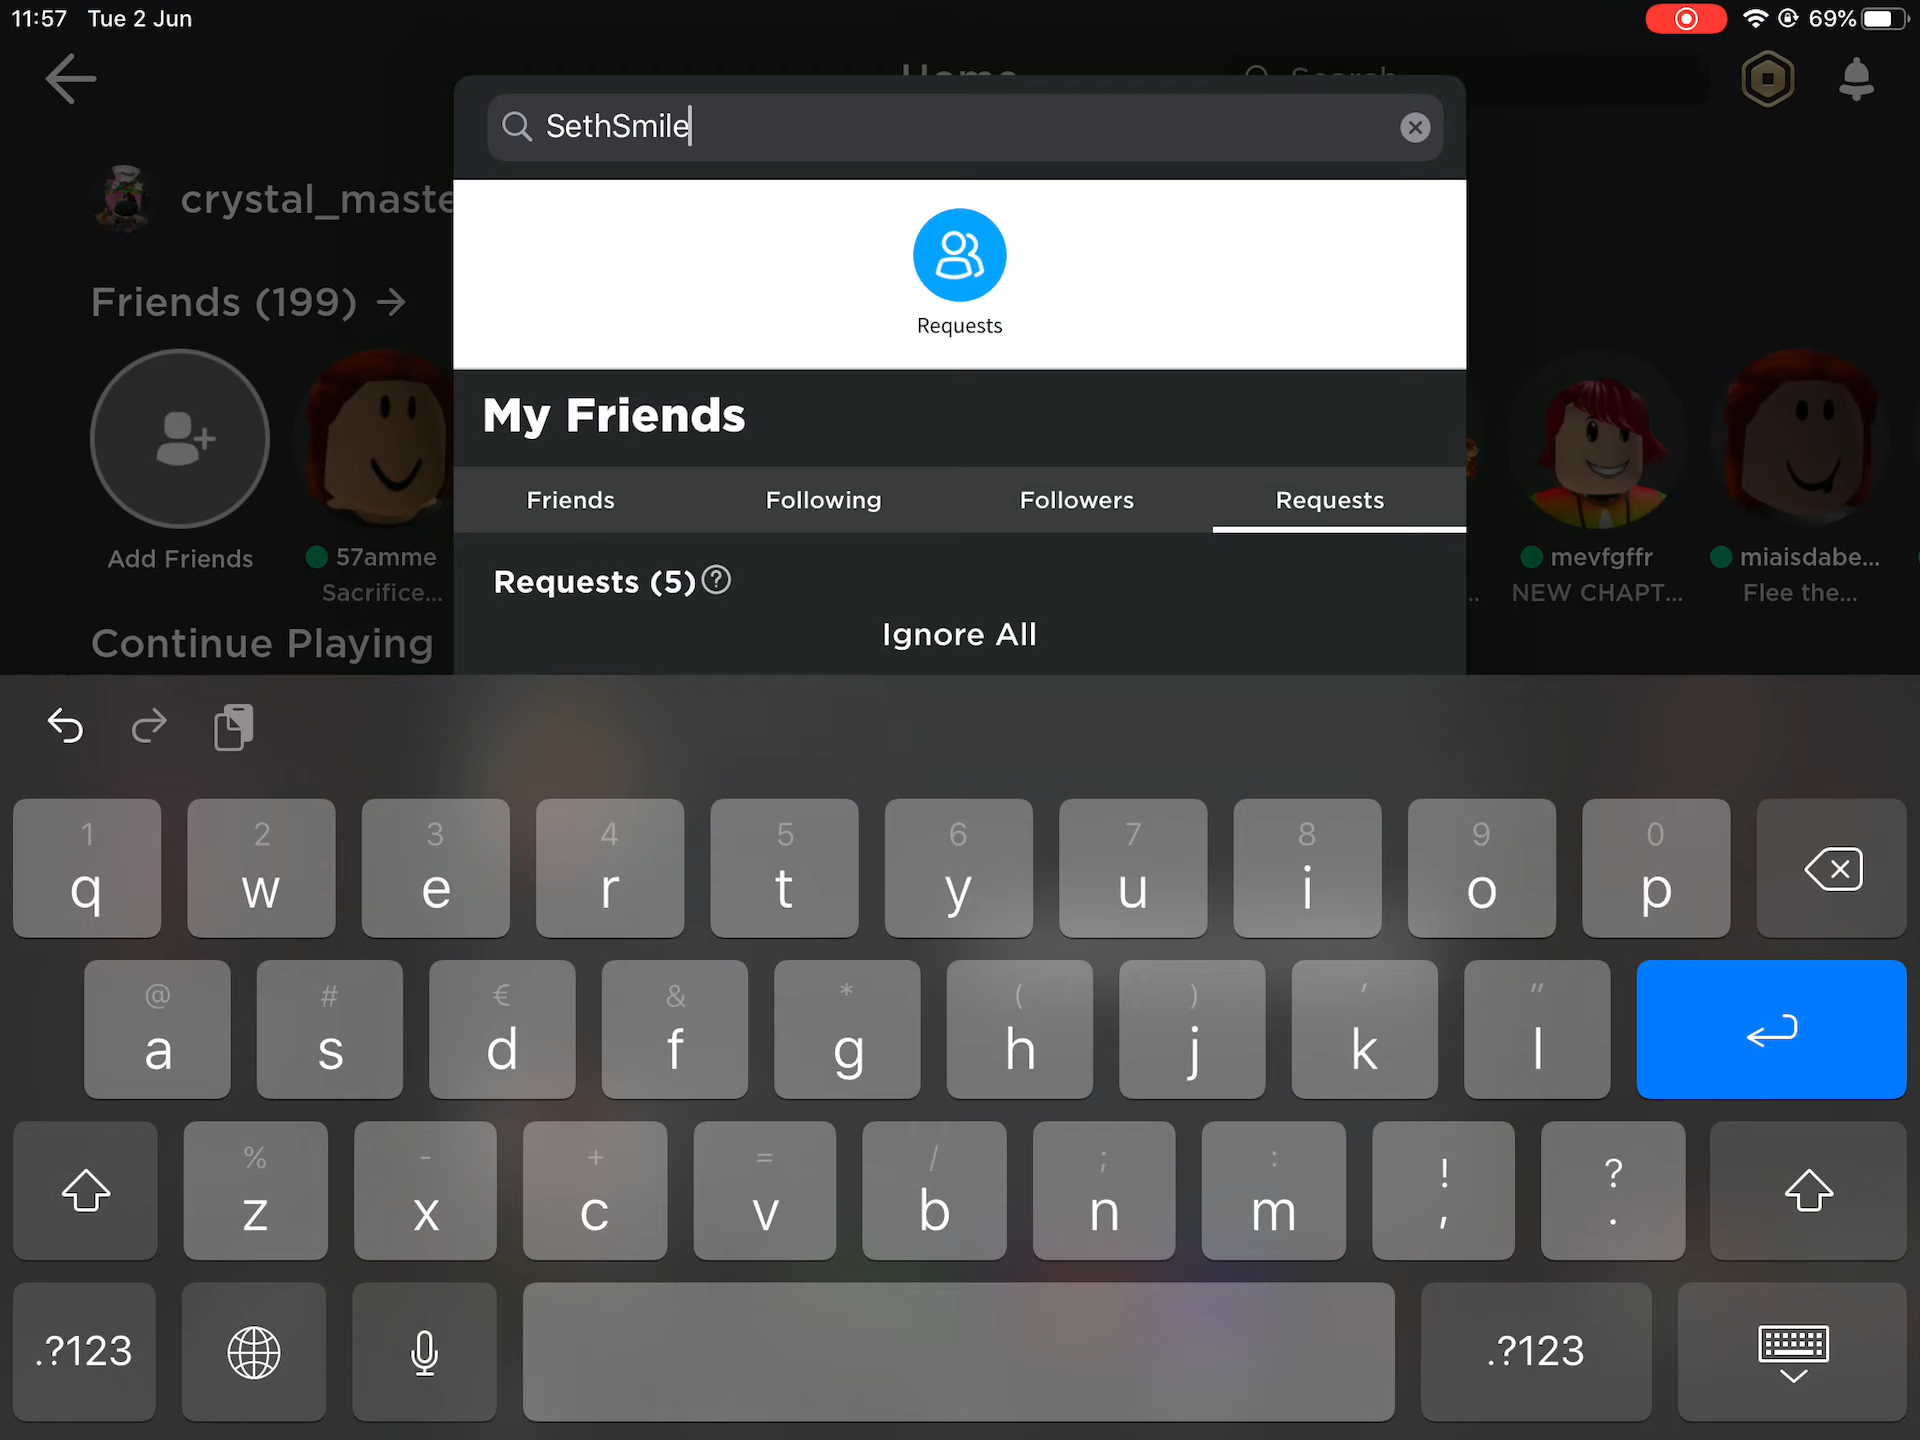 11:57 Tue 2 Jun
69%
Home
Search
SethSmile
crystal_maste
Requests
Friends (199)
My Friends
Friends Following Followers Requests
Add Friends
57amme
Sacrifice...
mevfgffr
NEW CHAPT...
miaisdabe...
Flee the...
Requests (5)
?
Ignore All
Continue Playing
1 2 3 4 5 6 7 8 9 0
q w e r t y u i o p
@ # € & * ( ) ' "
a s d f g h j k l
% - + = / ; : ! ?
z x c v b n m , .
.?123 .?123